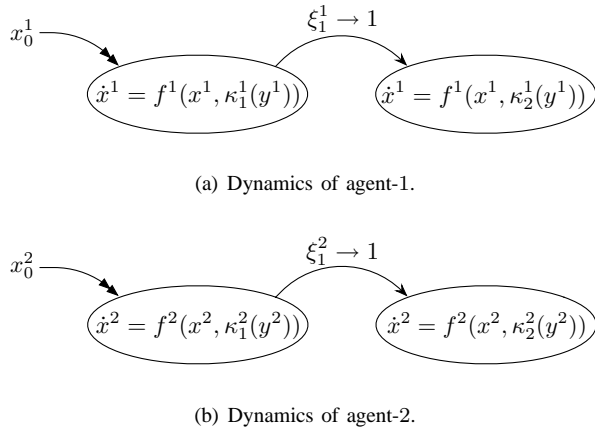 x_0^1
ξ_1^1 → 1
ẋ^1 = f^1(x^1, κ_1^1(y^1))
ẋ^1 = f^1(x^1, κ_2^1(y^1))
(a) Dynamics of agent-1.
x_0^2
ξ_1^2 → 1
ẋ^2 = f^2(x^2, κ_1^2(y^2))
ẋ^2 = f^2(x^2, κ_2^2(y^2))
(b) Dynamics of agent-2.